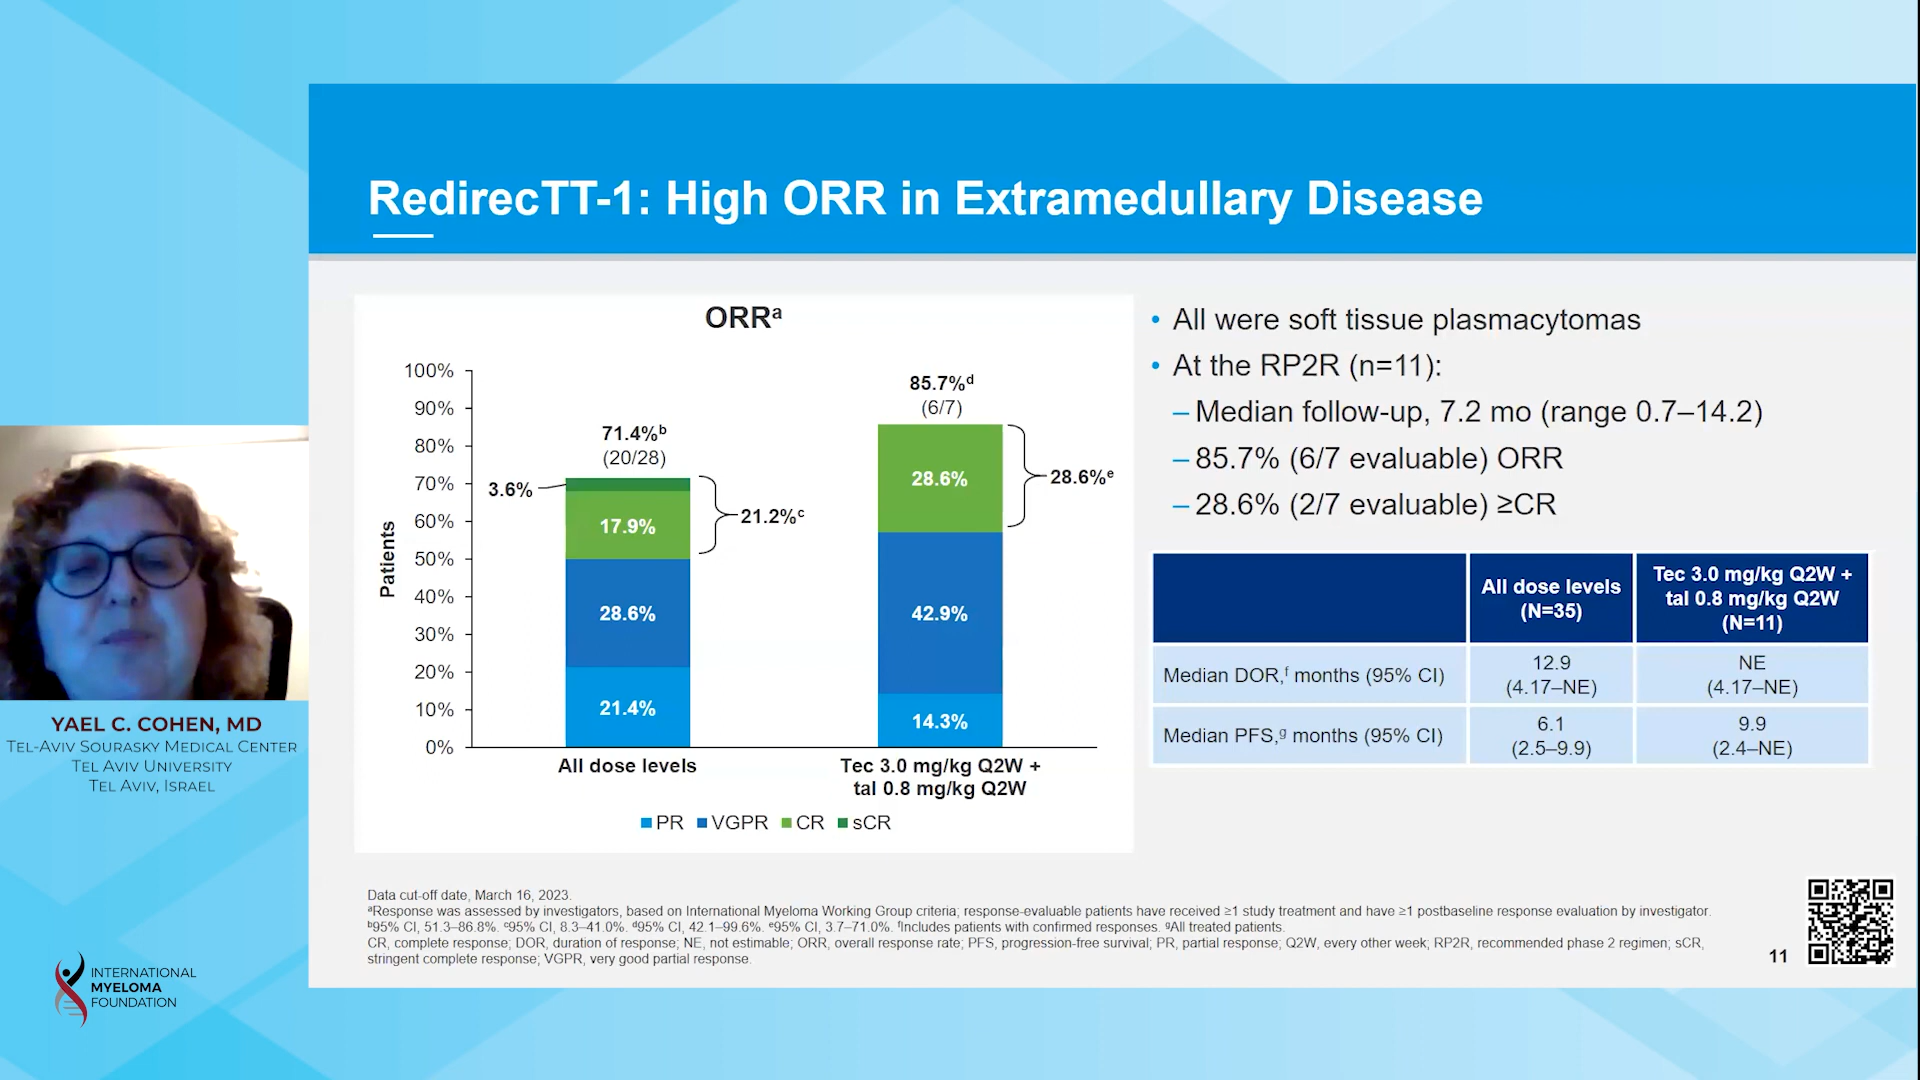 RedirecTT-1: High ORR in Extramedullary Disease
ORRᵃ
Patients
100%
90%
80%
70%
60%
50%
40%
30%
20%
10%
0%
71.4%ᵇ
(20/28)
3.6%
17.9%
21.2%ᶜ
28.6%
21.4%
All dose levels
85.7%ᵈ
(6/7)
28.6%
28.6%ᵉ
42.9%
14.3%
Tec 3.0 mg/kg Q2W +
tal 0.8 mg/kg Q2W
PR VGPR CR sCR
• All were soft tissue plasmacytomas
• At the RP2R (n=11):
– Median follow-up, 7.2 mo (range 0.7–14.2)
– 85.7% (6/7 evaluable) ORR
– 28.6% (2/7 evaluable) ≥CR
All dose levels
(N=35)
Tec 3.0 mg/kg Q2W +
tal 0.8 mg/kg Q2W
(N=11)
Median DOR,ᶠ months (95% CI)
12.9
(4.17–NE)
NE
(4.17–NE)
Median PFS,ᵍ months (95% CI)
6.1
(2.5–9.9)
9.9
(2.4–NE)
Data cut-off date, March 16, 2023.
ᵃResponse was assessed by investigators, based on International Myeloma Working Group criteria; response-evaluable patients have received ≥1 study treatment and have ≥1 postbaseline response evaluation by investigator.
ᵇ95% CI, 51.3–86.8%. ᶜ95% CI, 8.3–41.0%. ᵈ95% CI, 42.1–99.6%. ᵉ95% CI, 3.7–71.0%. ᶠIncludes patients with confirmed responses. ᵍAll treated patients.
CR, complete response; DOR, duration of response; NE, not estimable; ORR, overall response rate; PFS, progression-free survival; PR, partial response; Q2W, every other week; RP2R, recommended phase 2 regimen; sCR,
stringent complete response; VGPR, very good partial response.
11
YAEL C. COHEN, MD
TEL-AVIV SOURASKY MEDICAL CENTER
TEL AVIV UNIVERSITY
TEL AVIV, ISRAEL
INTERNATIONAL
MYELOMA
FOUNDATION